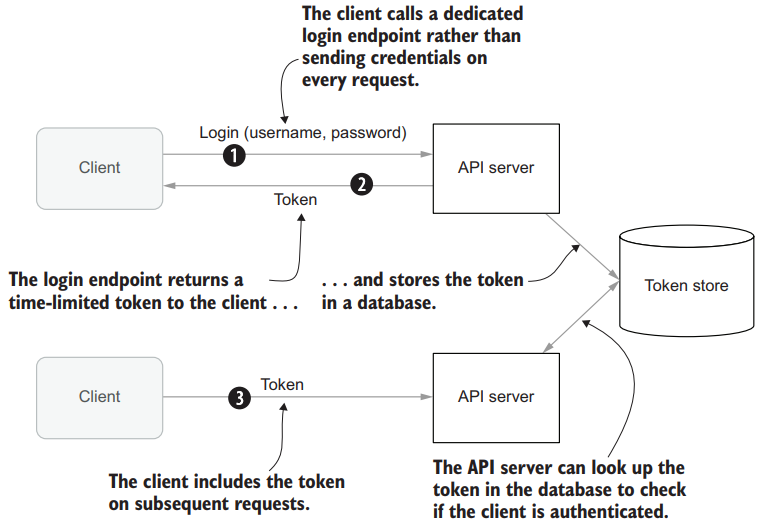 The client calls a dedicated
login endpoint rather than
sending credentials on
every request.
Login (username, password)
Client
1
API server
2
Token
The login endpoint returns a
time-limited token to the client . . .
. . . and stores the token
in a database.
Token store
Client
3
Token
API server
The client includes the token
on subsequent requests.
The API server can look up the
token in the database to check
if the client is authenticated.